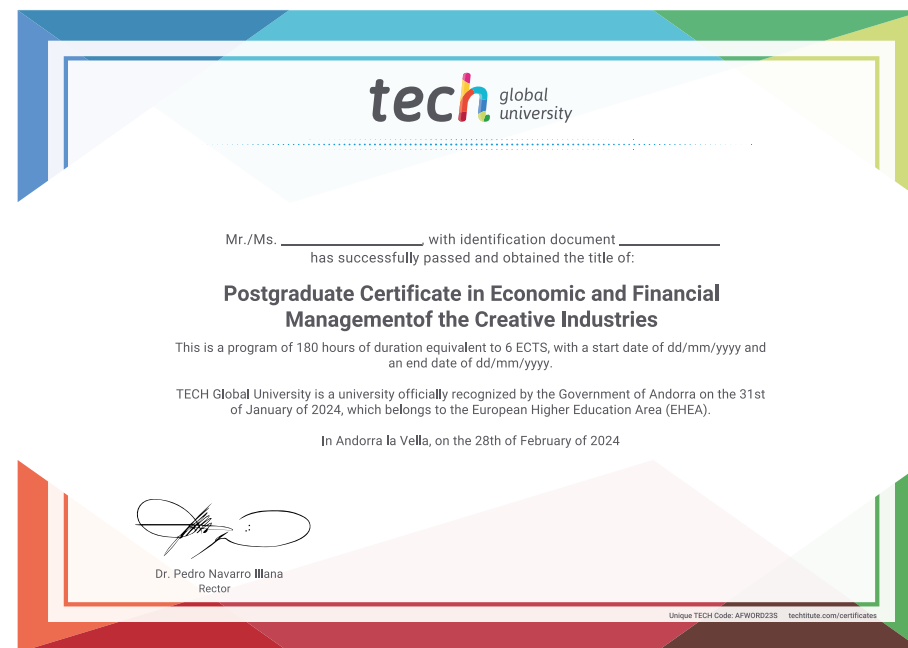 tech global
university
Mr./Ms. ____________________, with identification document ______________
has successfully passed and obtained the title of:
Postgraduate Certificate in Economic and Financial
Managementof the Creative Industries
This is a program of 180 hours of duration equivalent to 6 ECTS, with a start date of dd/mm/yyyy and
an end date of dd/mm/yyyy.
TECH Global University is a university officially recognized by the Government of Andorra on the 31st
of January of 2024, which belongs to the European Higher Education Area (EHEA).
In Andorra la Vella, on the 28th of February of 2024
Dr. Pedro Navarro Illana
Rector
Unique TECH Code: AFWORD23S techtitute.com/certificates